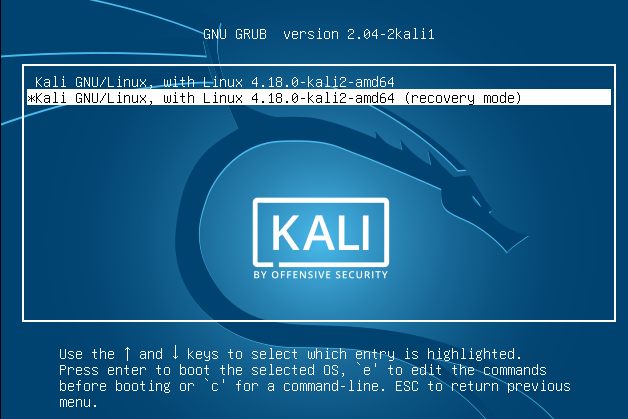 GNU GRUB  version 2.04-2kali1
Kali GNU/Linux, with Linux 4.18.0-kali2-amd64
*Kali GNU/Linux, with Linux 4.18.0-kali2-amd64 (recovery mode)
KALI
BY OFFENSIVE SECURITY
Use the ↑ and ↓ keys to select which entry is highlighted.
Press enter to boot the selected OS, `e' to edit the commands
before booting or `c' for a command-line. ESC to return previous
menu.